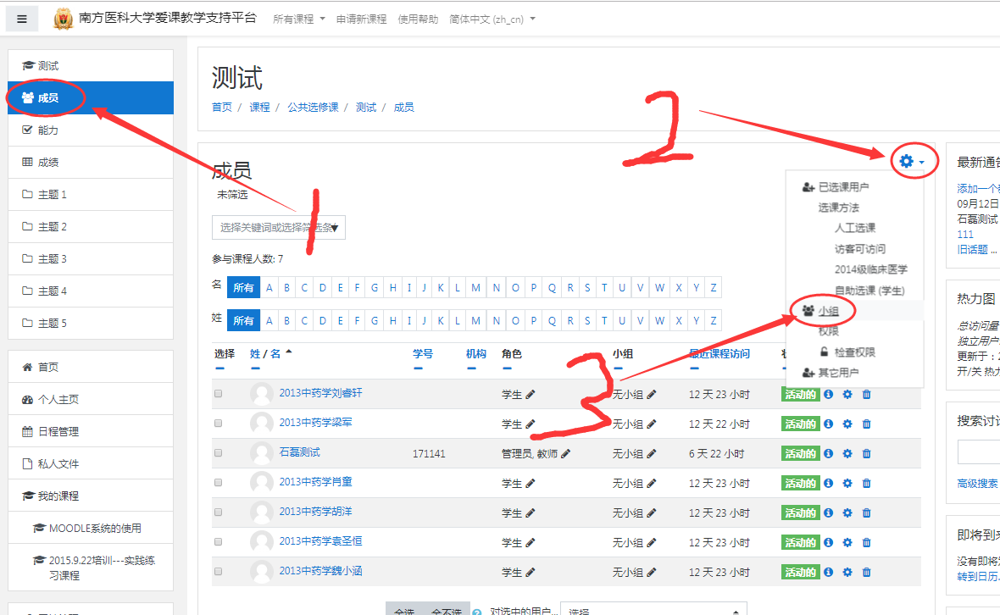 南方医科大学爱课教学支持平台 所有课程 申请新课程 使用帮助 简体中文 (zh_cn)
测试
成员
能力
成绩
主题 1
主题 2
主题 3
主题 4
主题 5
首页
个人主页
日程管理
私人文件
我的课程
MOODLE系统的使用
2015.9.22培训---实践练
习课程
测试
首页 / 课程 / 公共选修课 / 测试 / 成员
1
2
3
成员
未筛选
选择关键词或选择筛选条
参与课程人数: 7
名 所有 A B C D E F G H I J K L M N O P Q R S T U V W X Y Z
姓 所有 A B C D E F G H I J K L M N O P Q R S T U V W X Y Z
选择 姓 / 名 学号 机构 角色 小组 最近课程访问
2013中药学刘睿轩 学生 无小组 12 天 23 小时 活动的
2013中药学梁军 学生 无小组 12 天 22 小时 活动的
石磊测试 171141 管理员, 教师 无小组 6 天 22 小时 活动的
2013中药学肖童 学生 无小组 12 天 23 小时 活动的
2013中药学胡洋 学生 无小组 12 天 23 小时 活动的
2013中药学袁圣恒 学生 无小组 12 天 23 小时 活动的
2013中药学魏小涵 学生 无小组 12 天 23 小时 活动的
全选 全不选 对选中的用户... 选择
已选课用户
选课方法
人工选课
访客可访问
2014级临床医学
自助选课 (学生)
小组
权限
检查权限
其它用户
最新通告
添加一个
09月12日
石磊测试
111
旧话题 ...
热力图
总访问量
独立用户
更新于：
开/关 热力
搜索讨论
高级搜索
即将到来
没有即将
转到日历.